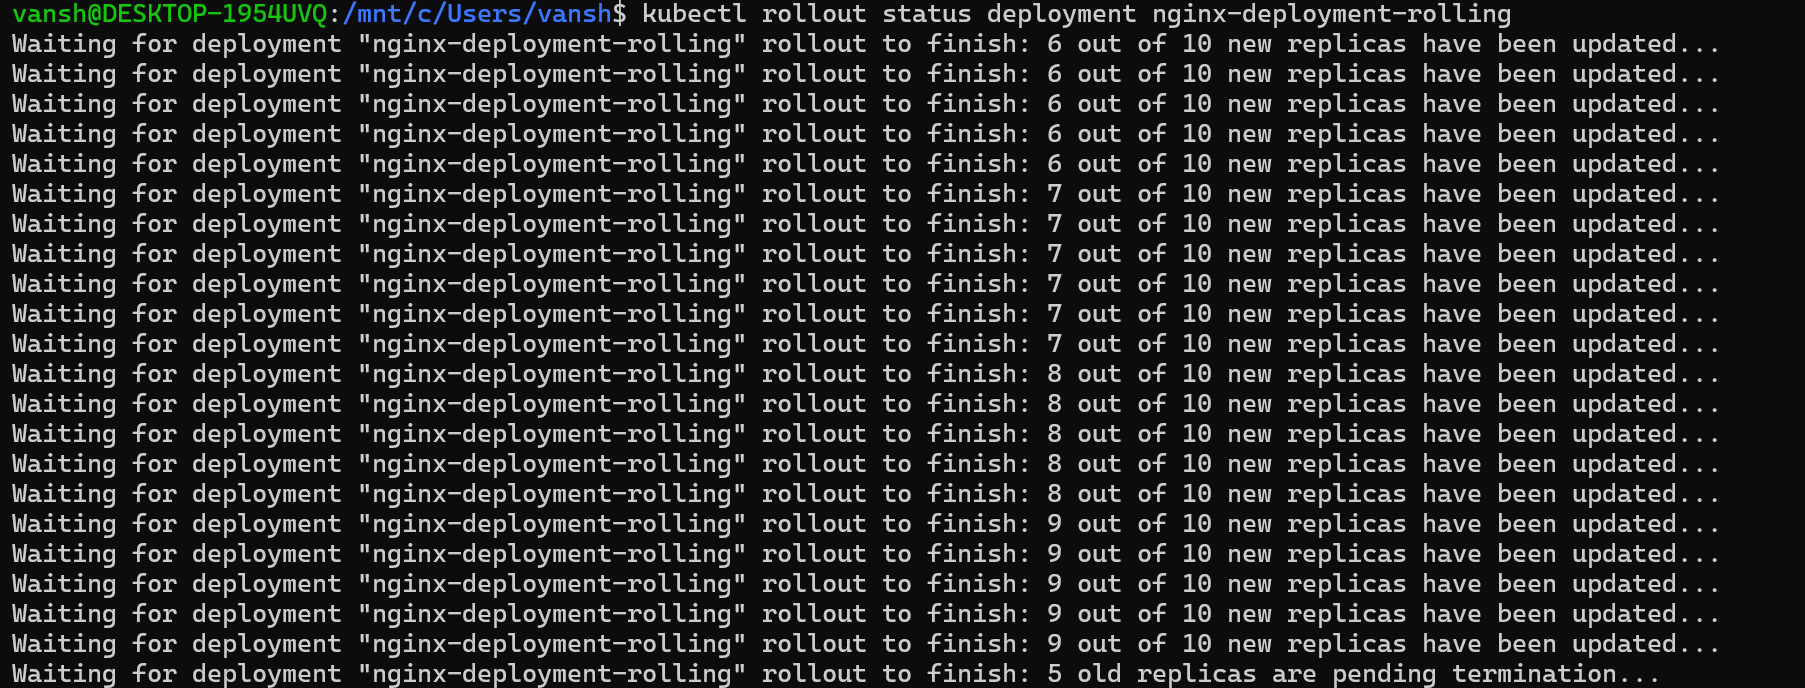 vansh@DESKTOP-1954UVQ:/mnt/c/Users/vansh$ kubectl rollout status deployment nginx-deployment-rolling
Waiting for deployment "nginx-deployment-rolling" rollout to finish: 6 out of 10 new replicas have been updated...
Waiting for deployment "nginx-deployment-rolling" rollout to finish: 6 out of 10 new replicas have been updated...
Waiting for deployment "nginx-deployment-rolling" rollout to finish: 6 out of 10 new replicas have been updated...
Waiting for deployment "nginx-deployment-rolling" rollout to finish: 6 out of 10 new replicas have been updated...
Waiting for deployment "nginx-deployment-rolling" rollout to finish: 6 out of 10 new replicas have been updated...
Waiting for deployment "nginx-deployment-rolling" rollout to finish: 7 out of 10 new replicas have been updated...
Waiting for deployment "nginx-deployment-rolling" rollout to finish: 7 out of 10 new replicas have been updated...
Waiting for deployment "nginx-deployment-rolling" rollout to finish: 7 out of 10 new replicas have been updated...
Waiting for deployment "nginx-deployment-rolling" rollout to finish: 7 out of 10 new replicas have been updated...
Waiting for deployment "nginx-deployment-rolling" rollout to finish: 7 out of 10 new replicas have been updated...
Waiting for deployment "nginx-deployment-rolling" rollout to finish: 7 out of 10 new replicas have been updated...
Waiting for deployment "nginx-deployment-rolling" rollout to finish: 8 out of 10 new replicas have been updated...
Waiting for deployment "nginx-deployment-rolling" rollout to finish: 8 out of 10 new replicas have been updated...
Waiting for deployment "nginx-deployment-rolling" rollout to finish: 8 out of 10 new replicas have been updated...
Waiting for deployment "nginx-deployment-rolling" rollout to finish: 8 out of 10 new replicas have been updated...
Waiting for deployment "nginx-deployment-rolling" rollout to finish: 8 out of 10 new replicas have been updated...
Waiting for deployment "nginx-deployment-rolling" rollout to finish: 9 out of 10 new replicas have been updated...
Waiting for deployment "nginx-deployment-rolling" rollout to finish: 9 out of 10 new replicas have been updated...
Waiting for deployment "nginx-deployment-rolling" rollout to finish: 9 out of 10 new replicas have been updated...
Waiting for deployment "nginx-deployment-rolling" rollout to finish: 9 out of 10 new replicas have been updated...
Waiting for deployment "nginx-deployment-rolling" rollout to finish: 9 out of 10 new replicas have been updated...
Waiting for deployment "nginx-deployment-rolling" rollout to finish: 5 old replicas are pending termination...